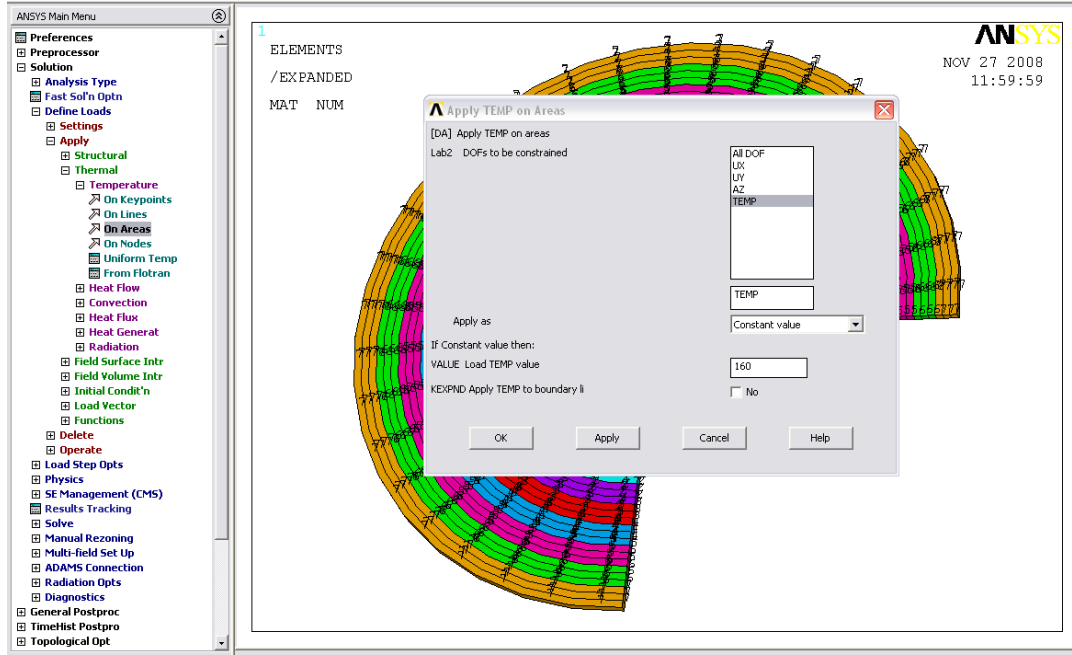 ANSYS Main Menu
Preferences
Preprocessor
Solution
Analysis Type
Fast Sol'n Optn
Define Loads
Settings
Apply
Structural
Thermal
Temperature
On Keypoints
On Lines
On Areas
On Nodes
Uniform Temp
From Flotran
Heat Flow
Convection
Heat Flux
Heat Generat
Radiation
Field Surface Intr
Field Volume Intr
Initial Condit'n
Load Vector
Functions
Delete
Operate
Load Step Opts
Physics
SE Management (CMS)
Results Tracking
Solve
Manual Rezoning
Multi-field Set Up
ADAMS Connection
Radiation Opts
Diagnostics
General Postproc
TimeHist Postpro
Topological Opt
1
ELEMENTS
/EXPANDED
MAT NUM
ANSYS
NOV 27 2008
11:59:59
Apply TEMP on Areas
[DA] Apply TEMP on areas
Lab2 DOFs to be constrained
All DOF
UX
UY
AZ
TEMP
TEMP
Apply as
Constant value
If Constant value then:
VALUE Load TEMP value
160
KEXPND Apply TEMP to boundary li
No
OK
Apply
Cancel
Help